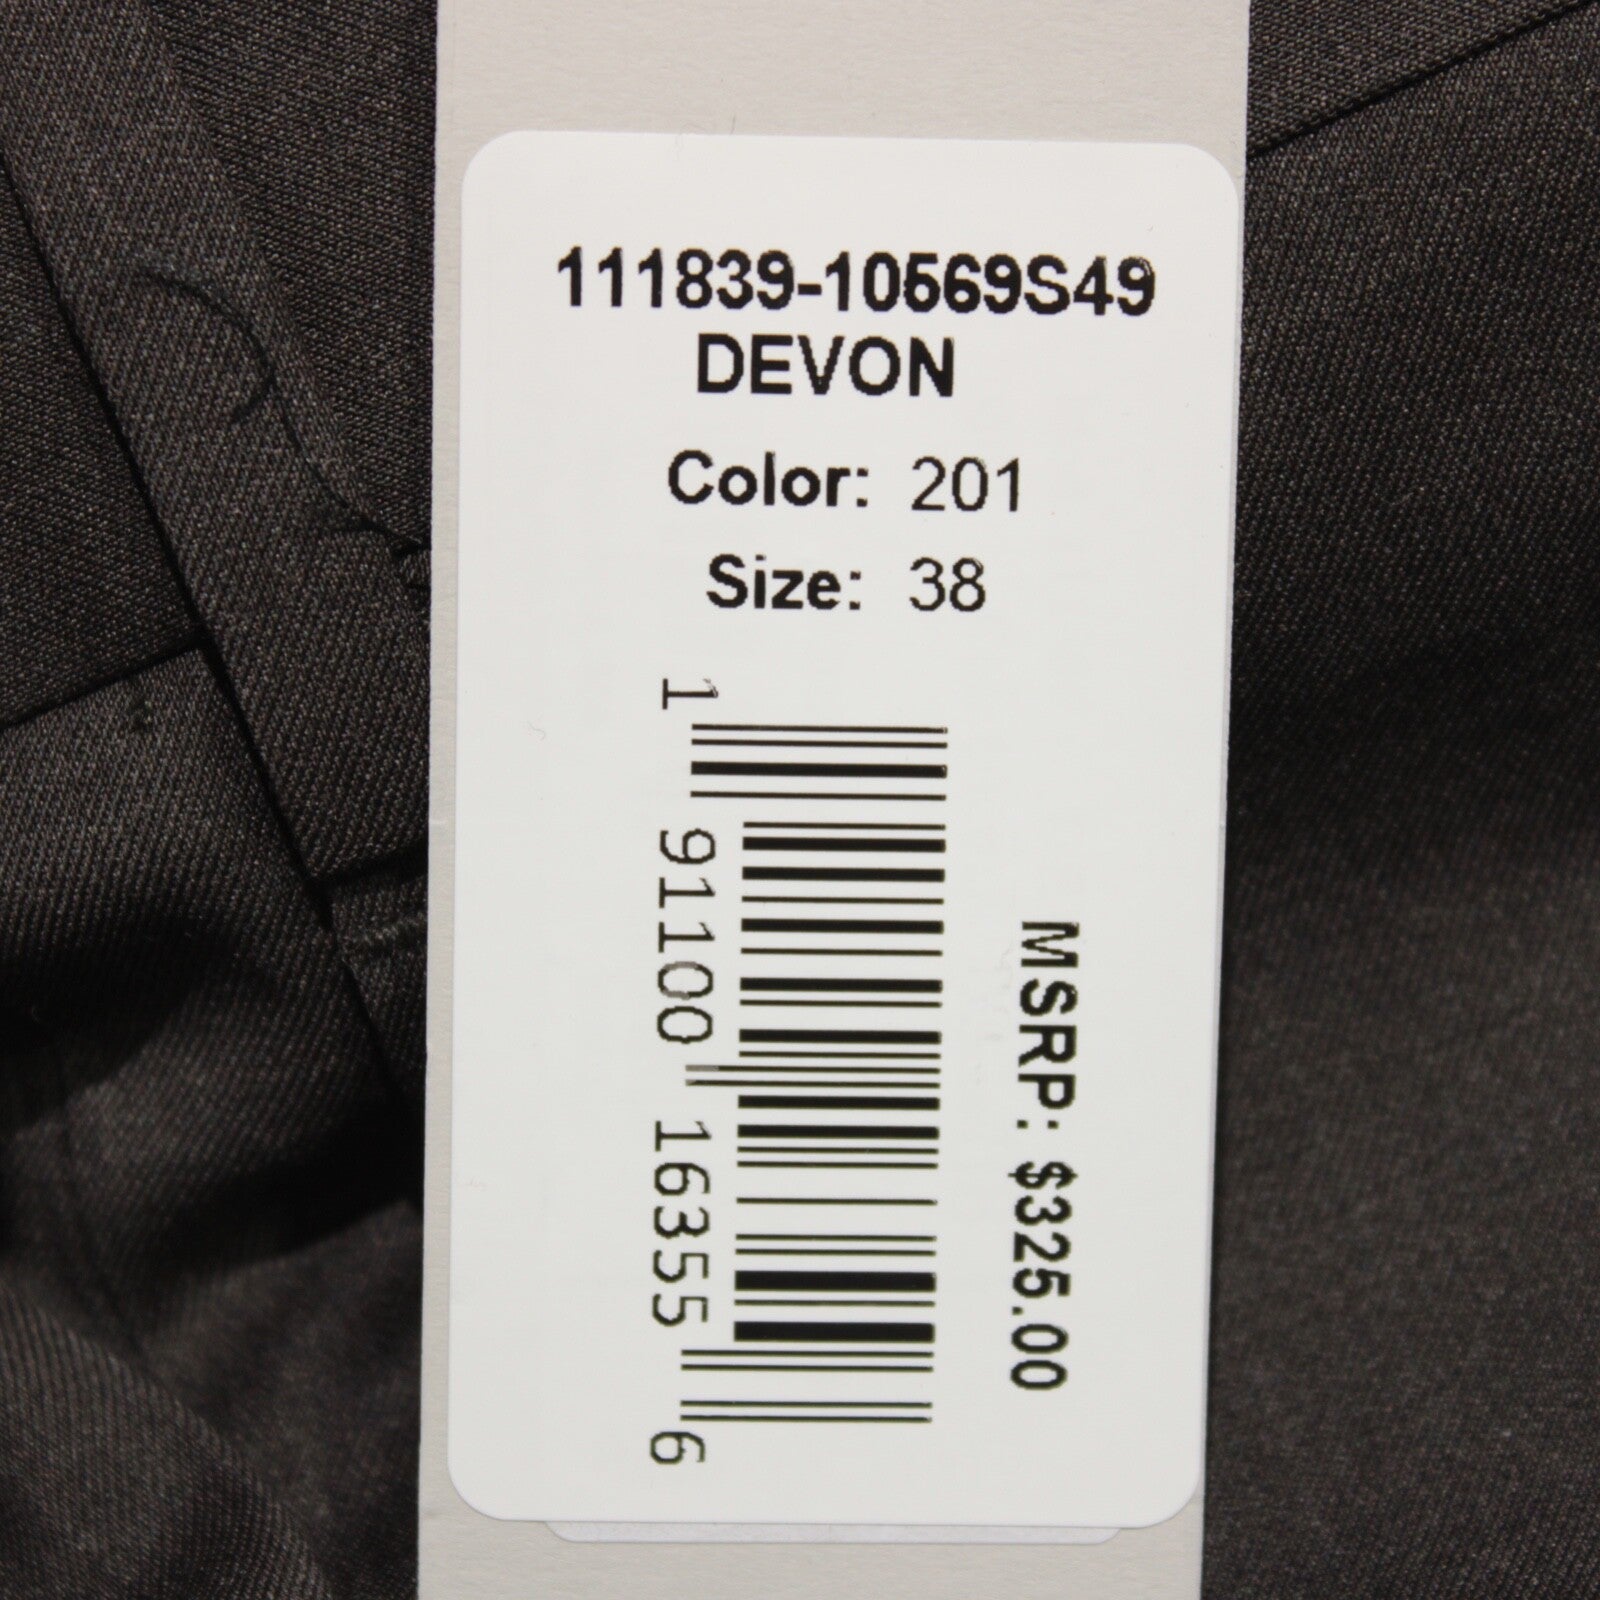 111839-10569S49
DEVON
Color: 201
Size: 38
1 91100 16355 6
MSRP: $325.00